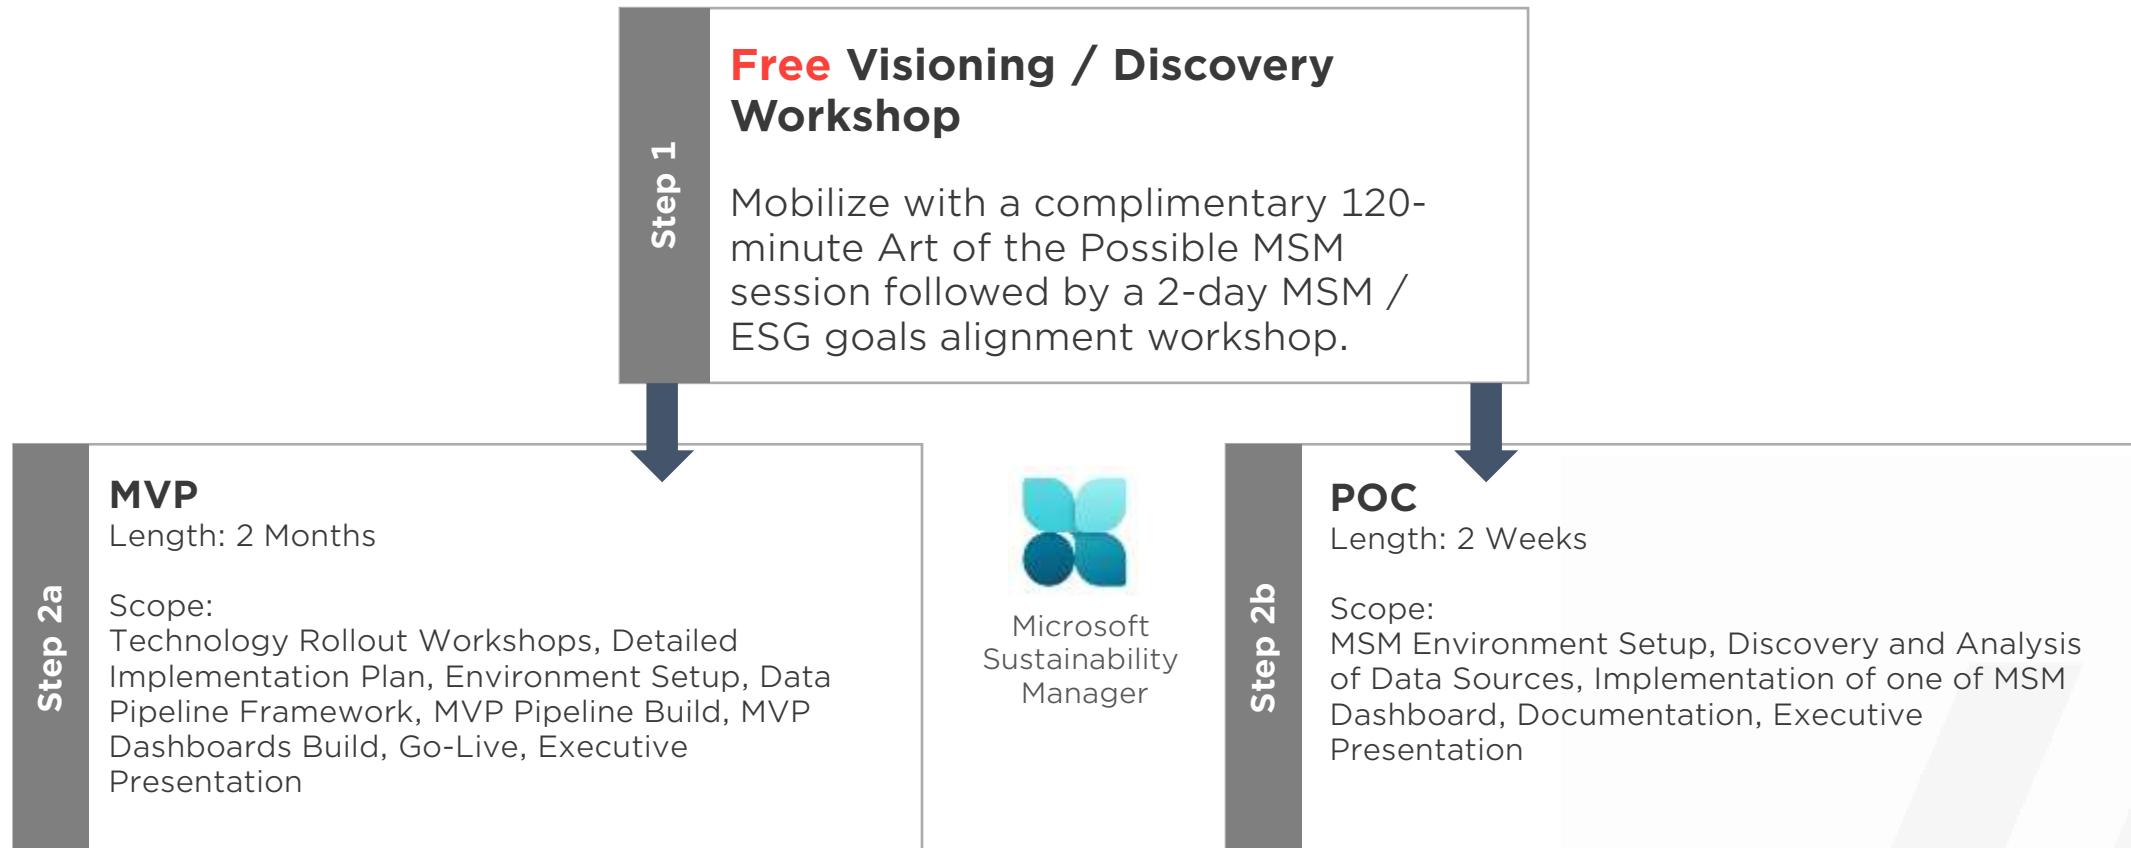 Step 1
Free Visioning / Discovery
Workshop
Mobilize with a complimentary 120-
minute Art of the Possible MSM
session followed by a 2-day MSM /
ESG goals alignment workshop.
Step 2a
MVP
Length: 2 Months
Scope:
Technology Rollout Workshops, Detailed
Implementation Plan, Environment Setup, Data
Pipeline Framework, MVP Pipeline Build, MVP
Dashboards Build, Go-Live, Executive
Presentation
Microsoft
Sustainability
Manager
Step 2b
POC
Length: 2 Weeks
Scope:
MSM Environment Setup, Discovery and Analysis
of Data Sources, Implementation of one of MSM
Dashboard, Documentation, Executive
Presentation